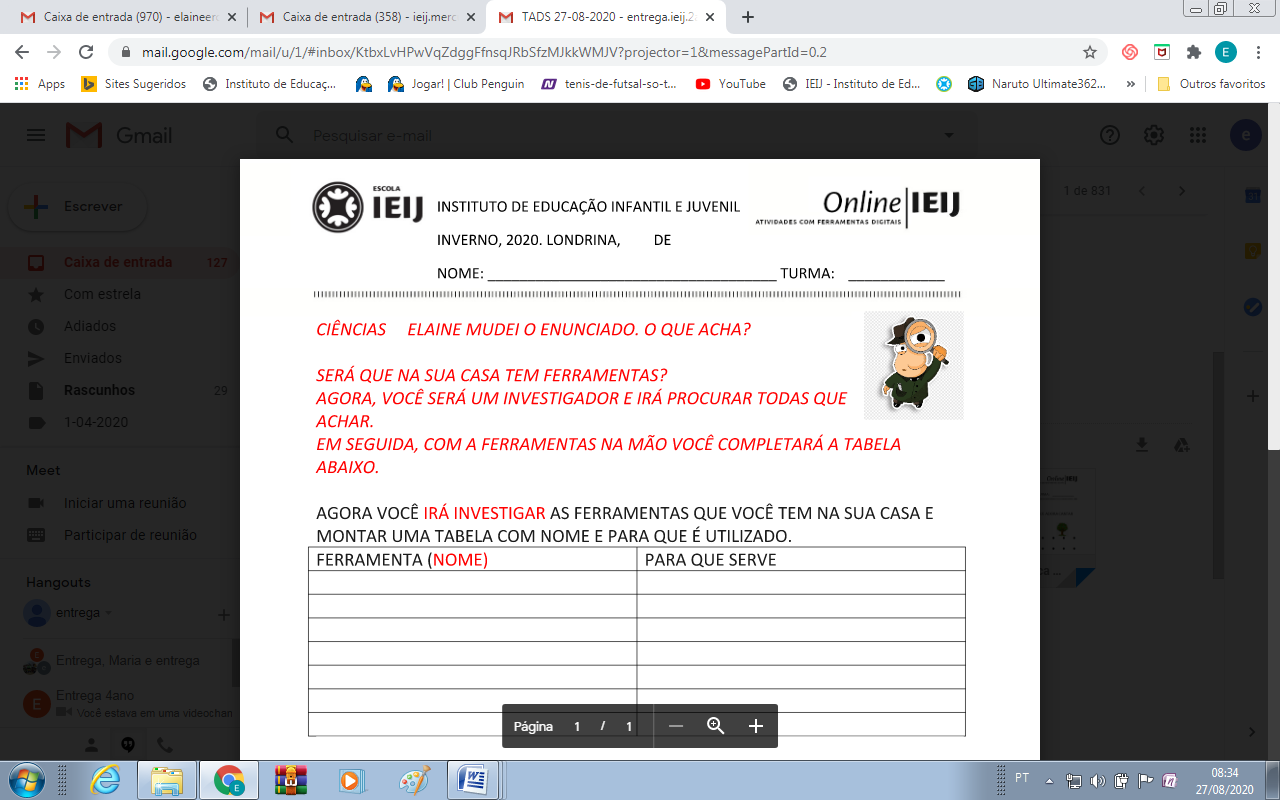 Caixa de entrada (970) - elaineer
Caixa de entrada (358) - ieij.merc
TADS 27-08-2020 - entrega.ieij.2
mail.google.com/mail/u/1/#inbox/KtbxLvHPwVqZdggFfnsqJRbSfzMJkkWMJV?projector=1&messagePartId=0.2
E
Apps
Sites Sugeridos
Instituto de Educaç...
Jogar! | Club Penguin
tenis-de-futsal-so-t...
YouTube
IEIJ - Instituto de Ed...
Naruto Ultimate362...
»
Outros favoritos
Gmail
Pesquisar e-mail
e
Escrever
1 de 831
Caixa de entrada 127
Com estrela
Adiados
Enviados
Rascunhos 29
1-04-2020
Meet
Iniciar uma reunião
Participar de reunião
Hangouts
entrega
Entrega, Maria e entrega
Entrega 4ano
Você estava em uma videochan
ESCOLA
IEIJ
INSTITUTO DE EDUCAÇÃO INFANTIL E JUVENIL
Online IEIJ
ATIVIDADES COM FERRAMENTAS DIGITAIS
INVERNO, 2020. LONDRINA, DE
NOME: ___________________________________ TURMA: ____________
CIÊNCIAS ELAINE MUDEI O ENUNCIADO. O QUE ACHA?
SERÁ QUE NA SUA CASA TEM FERRAMENTAS?
AGORA, VOCÊ SERÁ UM INVESTIGADOR E IRÁ PROCURAR TODAS QUE
ACHAR.
EM SEGUIDA, COM A FERRAMENTAS NA MÃO VOCÊ COMPLETARÁ A TABELA
ABAIXO.
AGORA VOCÊ IRÁ INVESTIGAR AS FERRAMENTAS QUE VOCÊ TEM NA SUA CASA E
MONTAR UMA TABELA COM NOME E PARA QUE É UTILIZADO.
FERRAMENTA (NOME) PARA QUE SERVE
Página 1 / 1
PT
08:34
27/08/2020